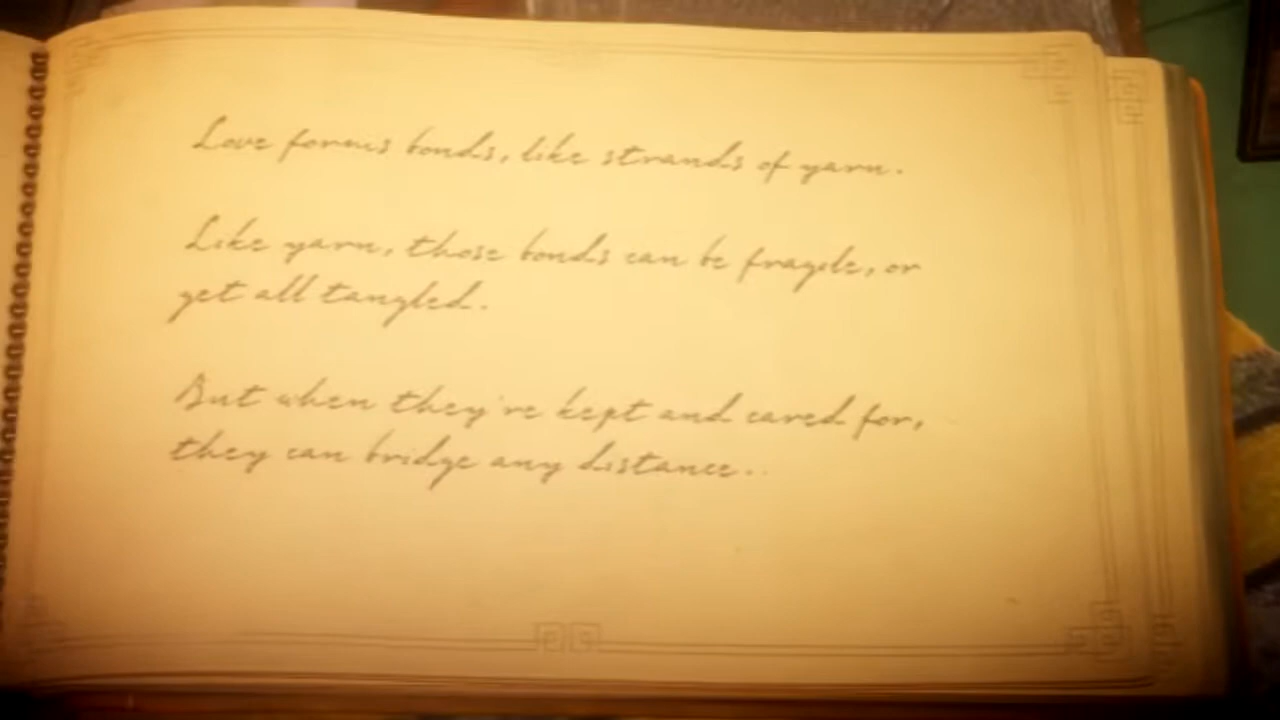 Love forms bonds, like strands of yarn.
Like yarn, those bonds can be fragile, or
get all tangled.
But when they're kept and cared for,
they can bridge any distance..